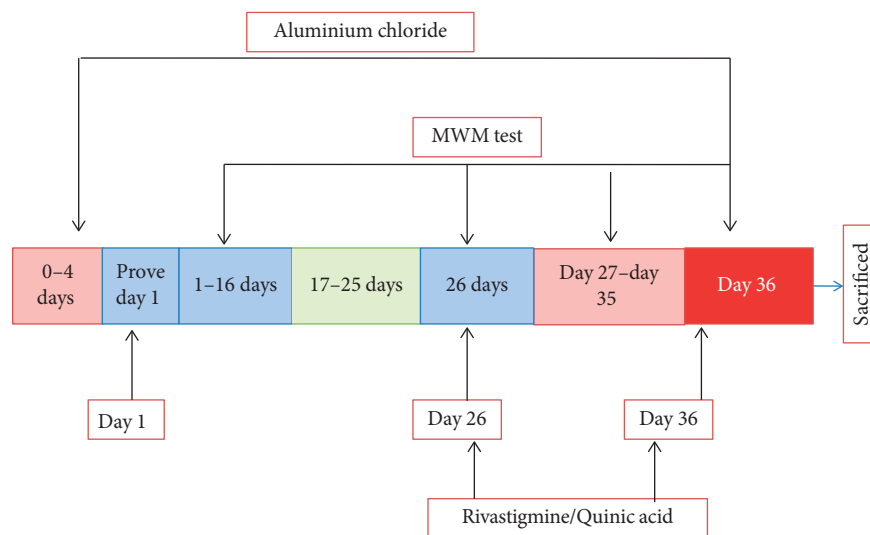 Aluminium chloride
MWM test
0–4
days
Prove
day 1
1–16 days
17–25 days
26 days
Day 27–day
35
Day 36
Sacrificed
Day 1
Day 26
Day 36
Rivastigmine/Quinic acid